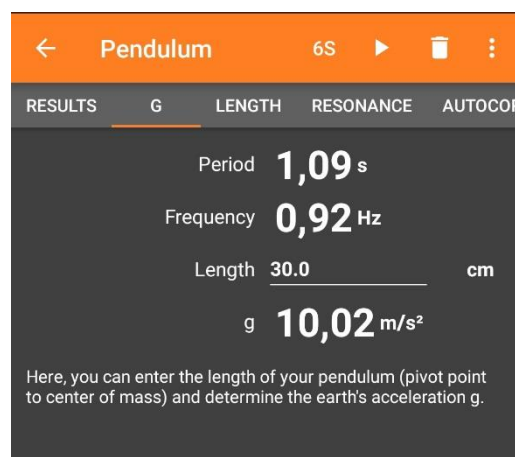 Pendulum 6S
RESULTS G LENGTH RESONANCE AUTOCO
Period 1,09 s
Frequency 0,92 Hz
Length 30.0 cm
g 10,02 m/s²
Here, you can enter the length of your pendulum (pivot point
to center of mass) and determine the earth's acceleration g.